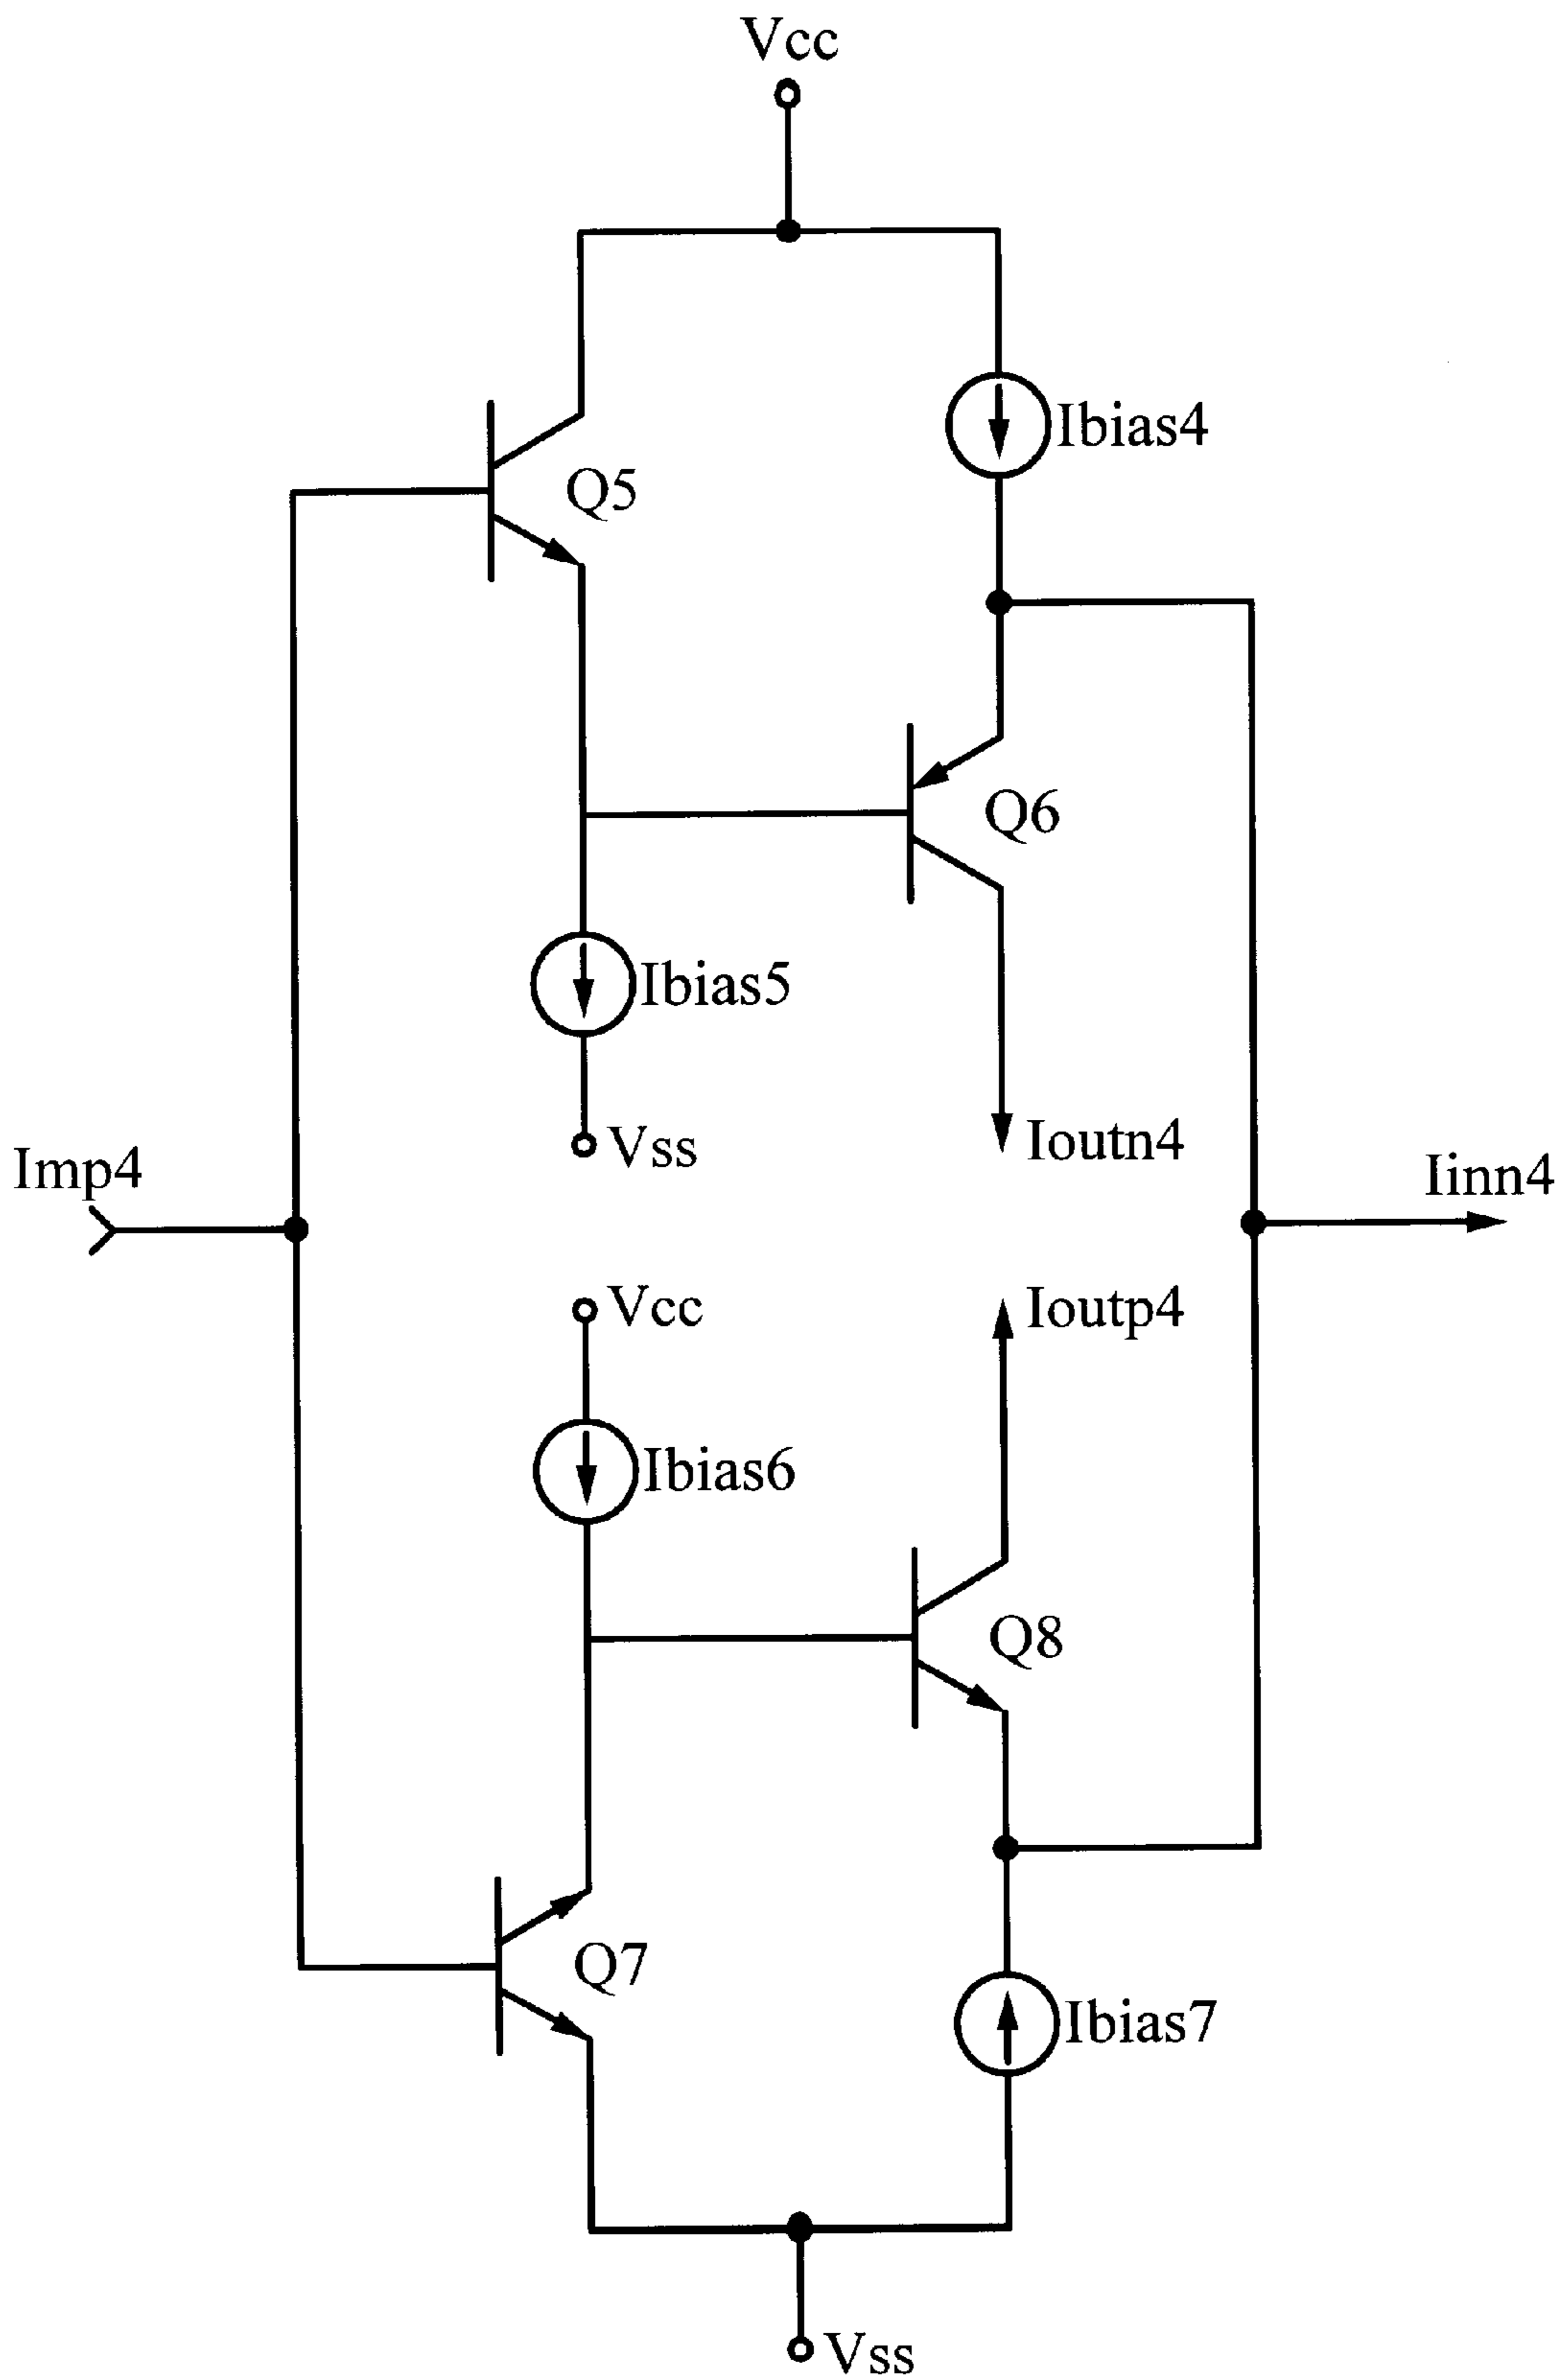 Vcc
Ibias4
Q5
Q6
Ibias5
Vss
Ioutn4
Imp4
Iinn4
Vcc
Ioutp4
Ibias6
Q8
Q7
Ibias7
Vss